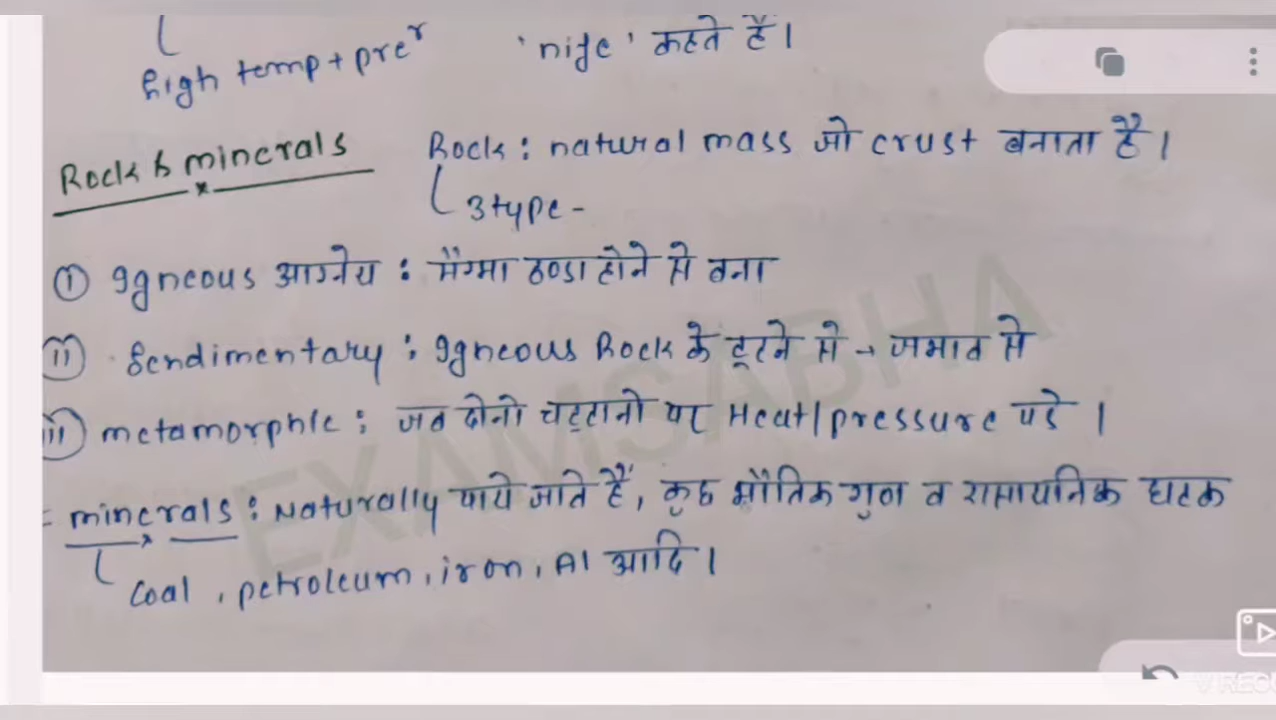 high temp + preʳ 'nife' कहते हैं।
Rock & minerals
Rock : natural mass जो crust बनाता है।
3 type -
(i) Igneous आग्नेय : मैग्मा ठण्डा होने से बना
(ii) Sendimentary : Igneous Rock के टूटने से → जमाव से
(iii) metamorphic : जब दोनो चट्टानो पर Heat/pressure पडे।
= minerals : Naturally पाये जाते हैं, कुछ भौतिक गुण व रासायनिक घटक
Coal, petroleum, iron, Al आदि।
EXAMSABHA